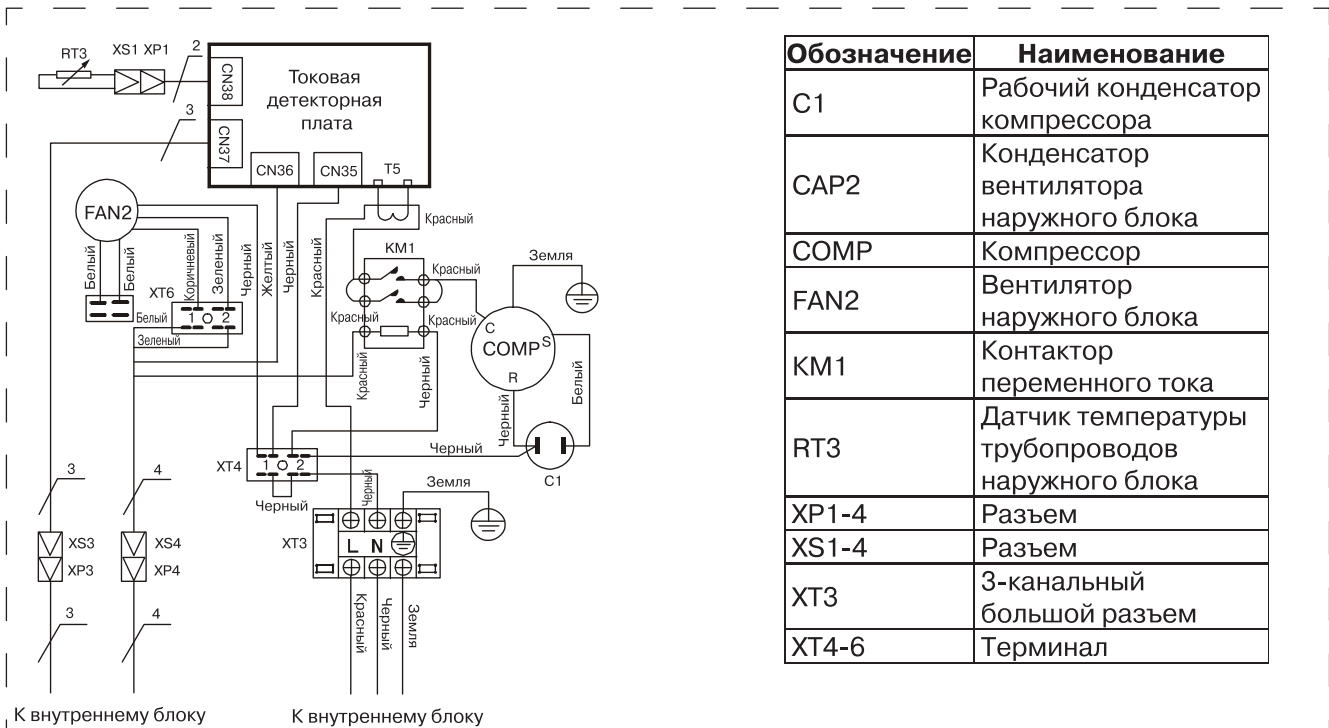 RT3
XS1 XP1
2
CN38
Токовая
детекторная
плата
3
CN37
CN36
CN35
T5
FAN2
Красный
Белый
Белый
Коричневый
Зеленый
Черный
Желтый
Черный
Красный
KM1
Красный
Земля
XT6
Белый
1
2
Зеленый
Красный
Красный
C
COMP
S
R
Красный
Черный
Черный
Белый
XT4
1
2
Черный
C1
Черный
Черный
Земля
3
4
XT3
L
N
XS3
XP3
XS4
XP4
3
4
Красный
Черный
Земля
К внутреннему блоку
К внутреннему блоку
Обозначение Наименование
C1 Рабочий конденсатор
компрессора
CAP2 Конденсатор
вентилятора
наружного блока
COMP Компрессор
FAN2 Вентилятор
наружного блока
KM1 Контактор
переменного тока
RT3 Датчик температуры
трубопроводов
наружного блока
XP1-4 Разъем
XS1-4 Разъем
XT3 3-канальный
большой разъем
XT4-6 Терминал